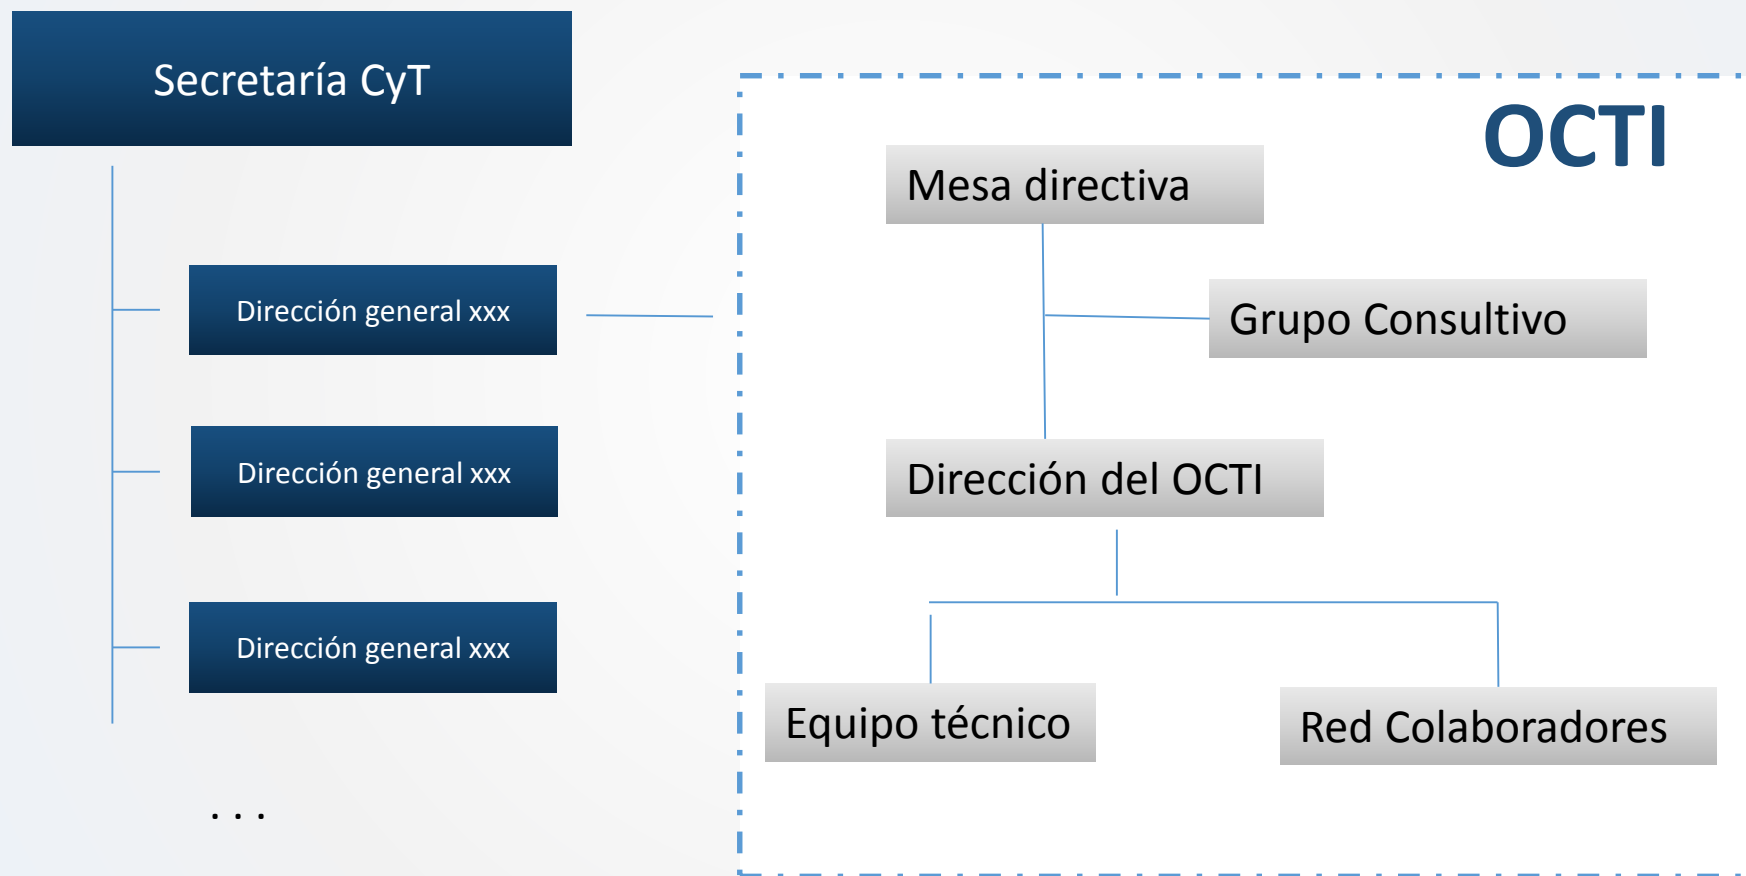 Secretaría CyT
Dirección general xxx
Dirección general xxx
Dirección general xxx
. . .
OCTI
Mesa directiva
Grupo Consultivo
Dirección del OCTI
Equipo técnico
Red Colaboradores